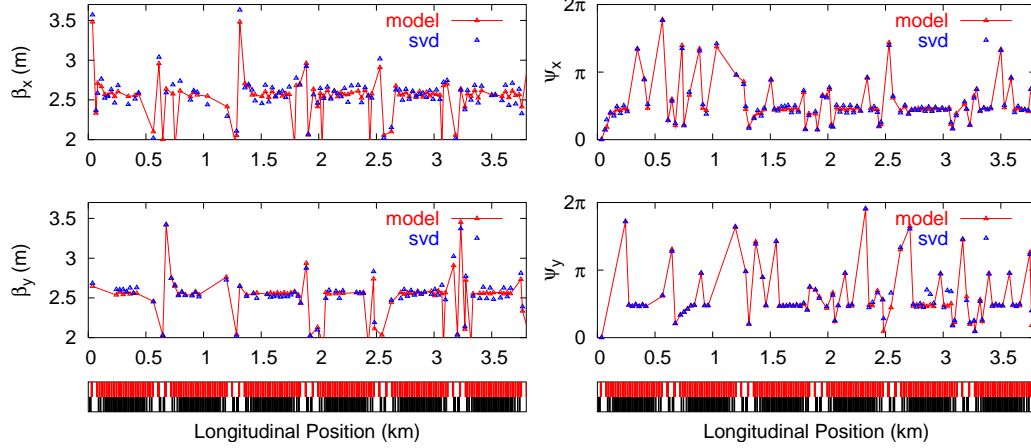 β_x (m)
3.5
3
2.5
2
model
svd
0 0.5 1 1.5 2 2.5 3 3.5
ψ_x
2π
π
0
model
svd
0 0.5 1 1.5 2 2.5 3 3.5
β_y (m)
3.5
3
2.5
2
model
svd
0 0.5 1 1.5 2 2.5 3 3.5
ψ_y
2π
π
0
model
svd
0 0.5 1 1.5 2 2.5 3 3.5
Longitudinal Position (km)
Longitudinal Position (km)